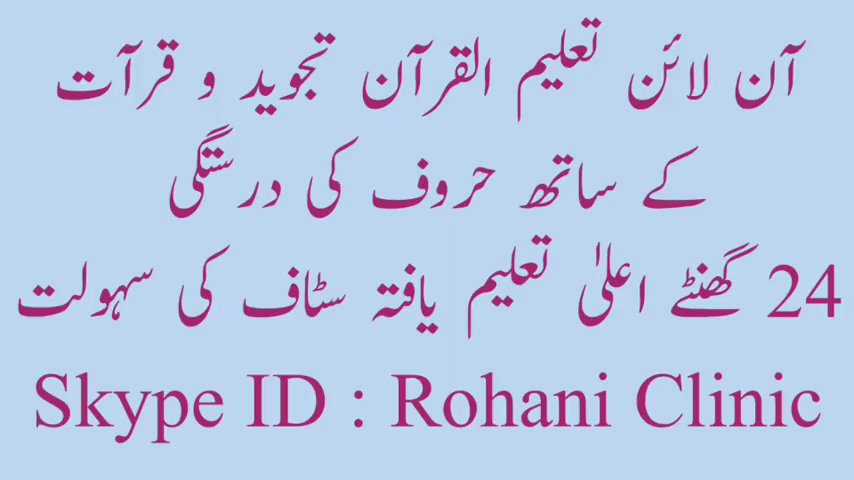 آن لائن تعلیم القرآن تجوید و قرآت
کے ساتھ حروف کی درستگی
24 گھنٹے اعلیٰ تعلیم یافتہ سٹاف کی سہولت
Skype ID : Rohani Clinic